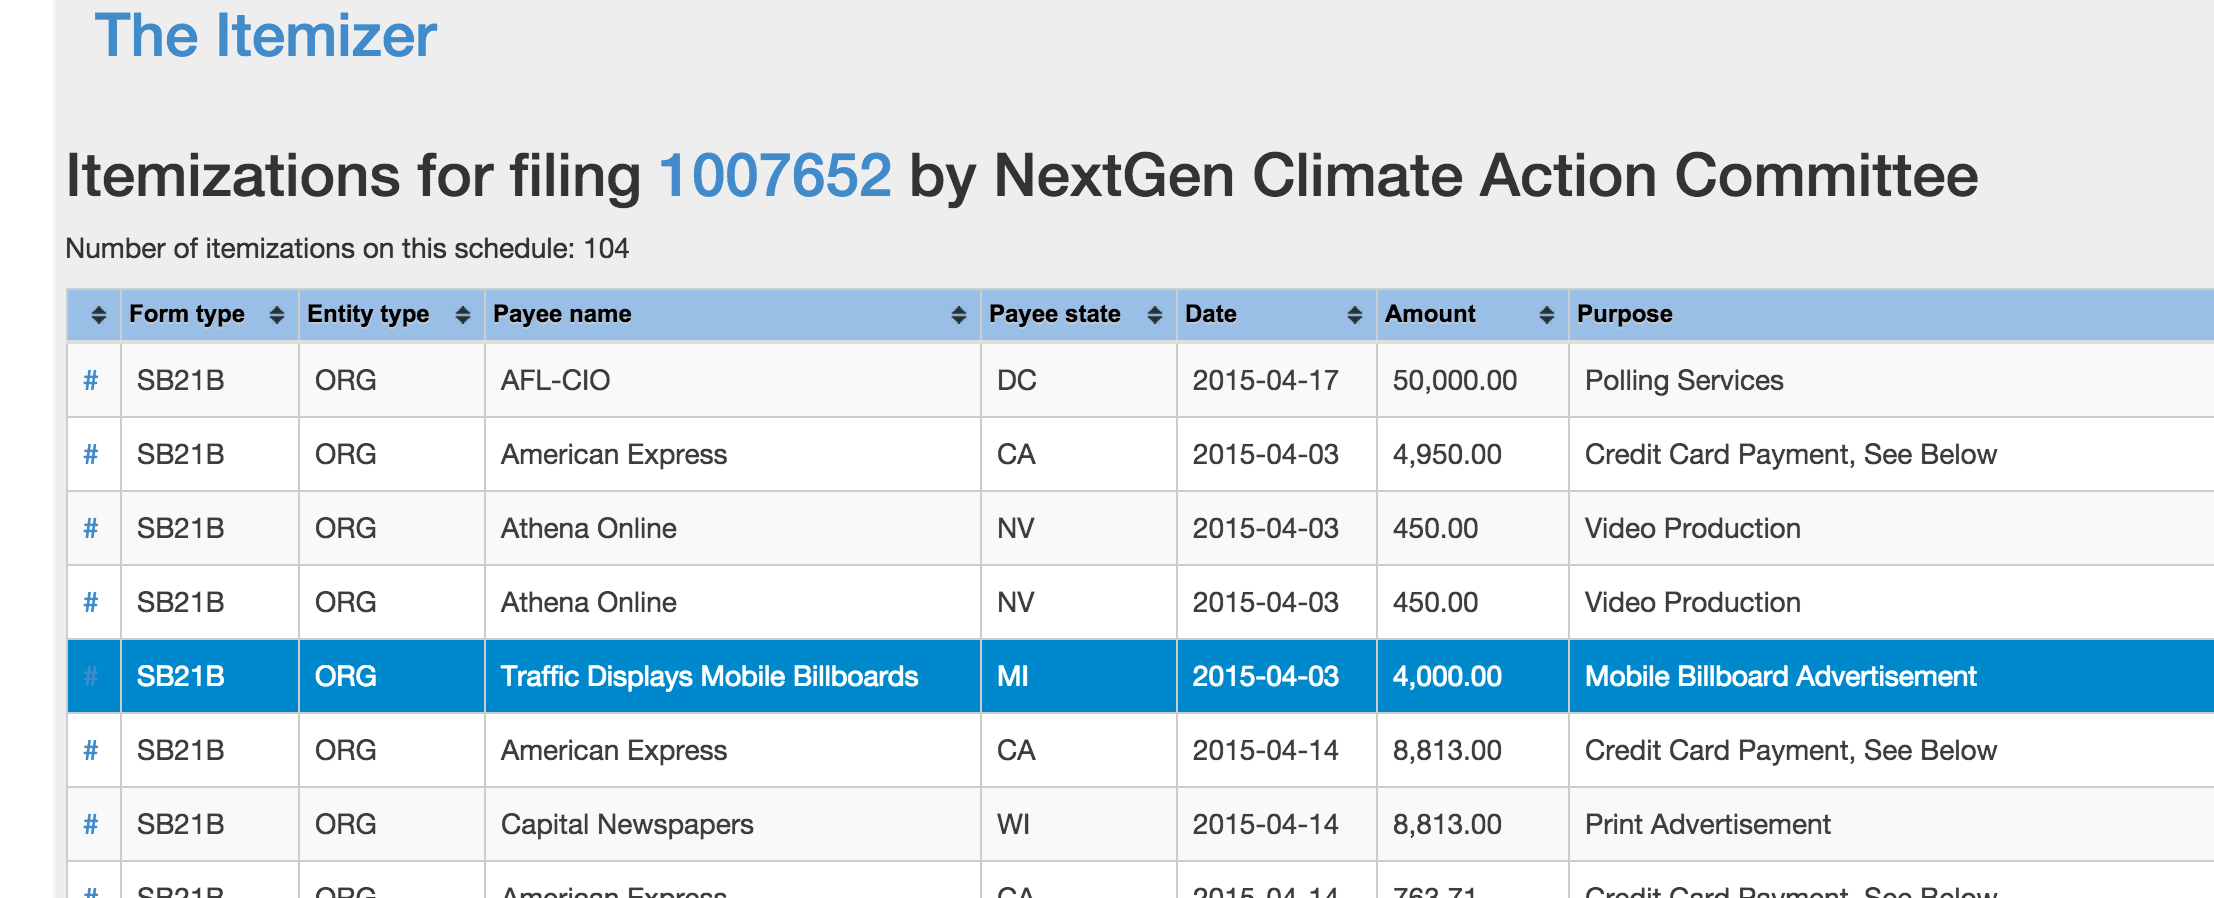 The Itemizer
Itemizations for filing 1007652 by NextGen Climate Action Committee
Number of itemizations on this schedule: 104
Form type Entity type Payee name Payee state Date Amount Purpose
# SB21B ORG AFL-CIO DC 2015-04-17 50,000.00 Polling Services
# SB21B ORG American Express CA 2015-04-03 4,950.00 Credit Card Payment, See Below
# SB21B ORG Athena Online NV 2015-04-03 450.00 Video Production
# SB21B ORG Athena Online NV 2015-04-03 450.00 Video Production
# SB21B ORG Traffic Displays Mobile Billboards MI 2015-04-03 4,000.00 Mobile Billboard Advertisement
# SB21B ORG American Express CA 2015-04-14 8,813.00 Credit Card Payment, See Below
# SB21B ORG Capital Newspapers WI 2015-04-14 8,813.00 Print Advertisement
# SB21B ORG American Express CA 2015-04-14 763.71 Credit Card Payment, See Below